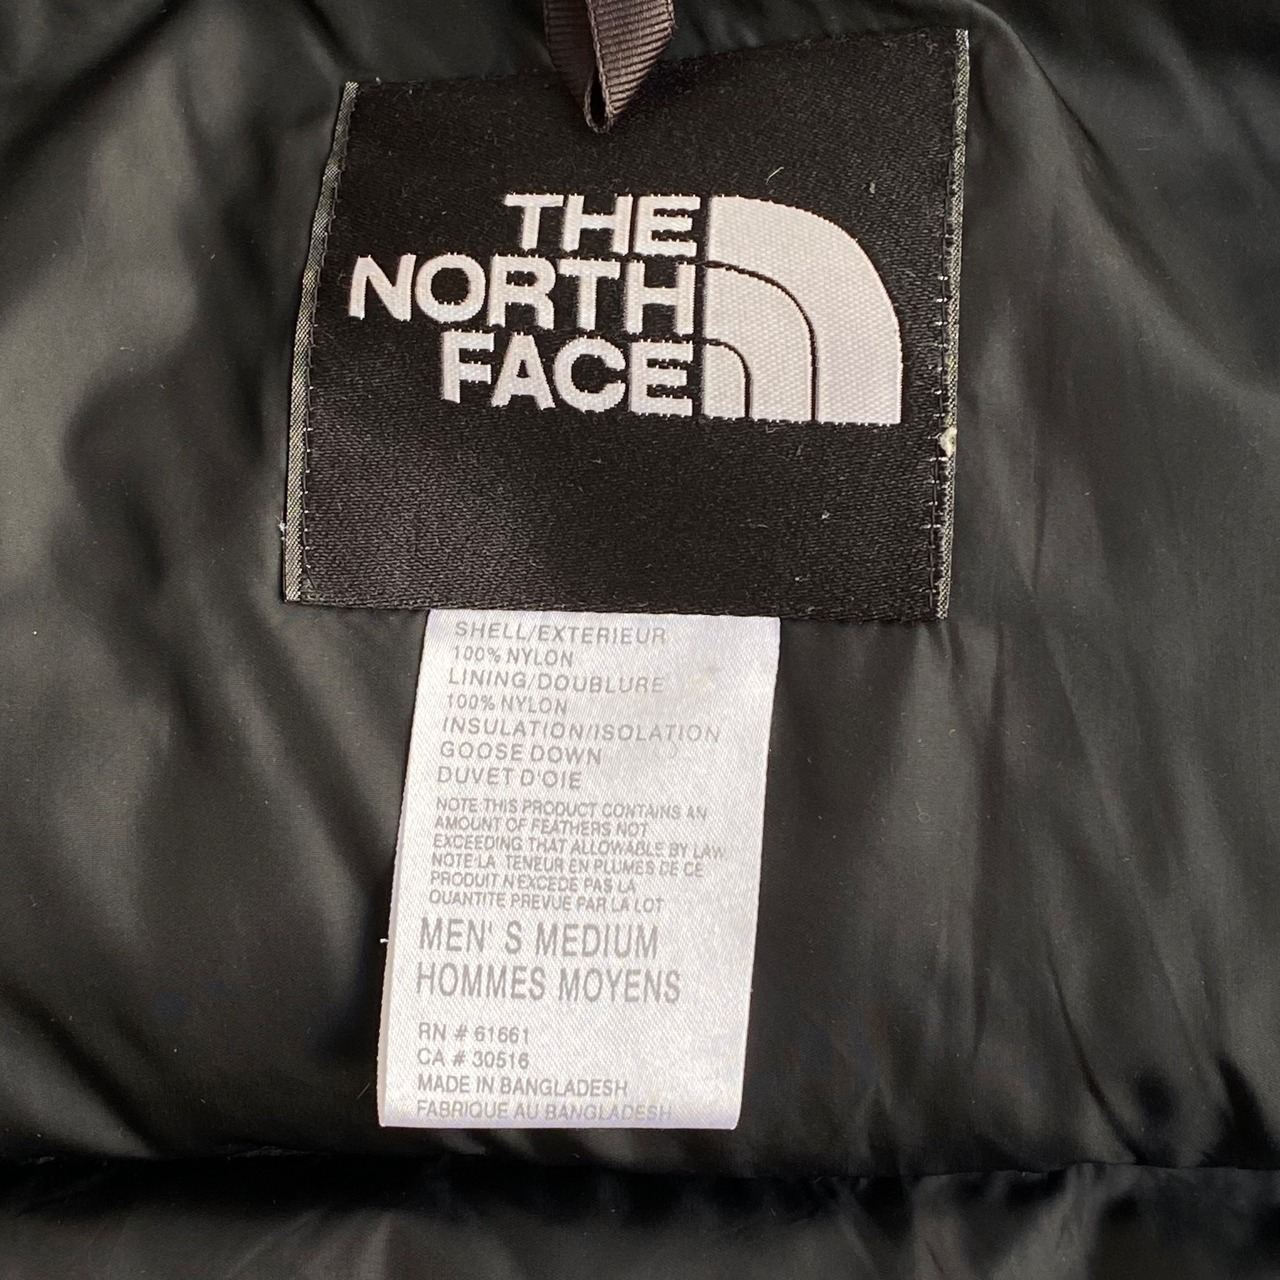 THE
NORTH
FACE
SHELL/EXTERIEUR
100% NYLON
LINING/DOUBLURE
100% NYLON
INSULATION/ISOLATION
GOOSE DOWN
DUVET D'OIE
NOTE:THIS PRODUCT CONTAINS AN
AMOUNT OF FEATHERS NOT
EXCEEDING THAT ALLOWABLE BY LAW
NOTE:LA TENEUR EN PLUMES DE CE
PRODUIT N'EXCEDE PAS LA
QUANTITE PREVUE PAR LA LOT
MEN' S MEDIUM
HOMMES MOYENS
RN # 61661
CA # 30516
MADE IN BANGLADESH
FABRIQUE AU BANGLADESH